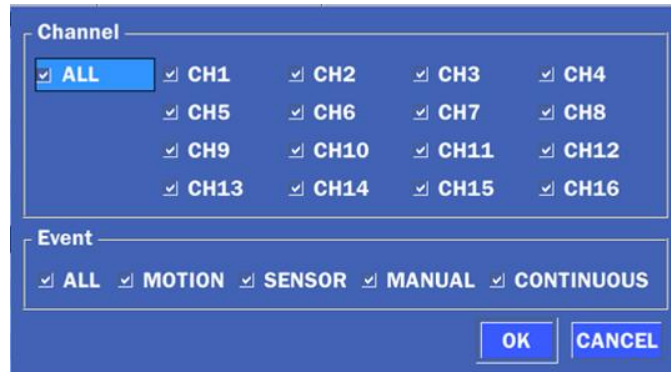 Channel
ALL CH1 CH2 CH3 CH4
CH5 CH6 CH7 CH8
CH9 CH10 CH11 CH12
CH13 CH14 CH15 CH16
Event
ALL MOTION SENSOR MANUAL CONTINUOUS
OK CANCEL